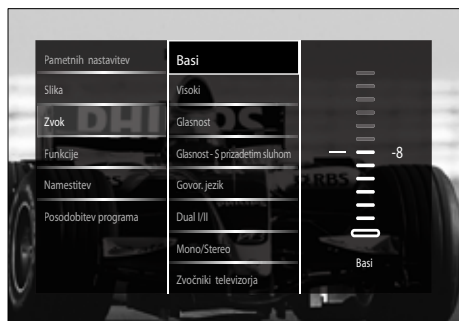 Pametnih nastavitev
Slika
Zvok
Funkcije
Namestitev
Posodobitev programa
Basi
Visoki
Glasnost
Glasnost - S prizadetim sluhom
Govor. jezik
Dual I/II
Mono/Stereo
Zvočniki televizorja
-8
Basi
RBS